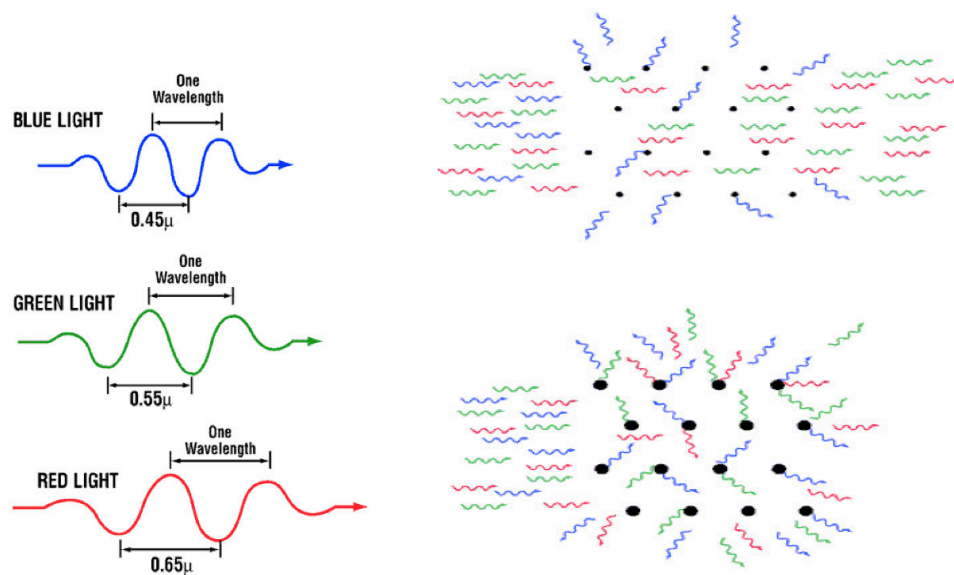 One
Wavelength
BLUE LIGHT
0.45μ
One
Wavelength
GREEN LIGHT
0.55μ
One
Wavelength
RED LIGHT
0.65μ